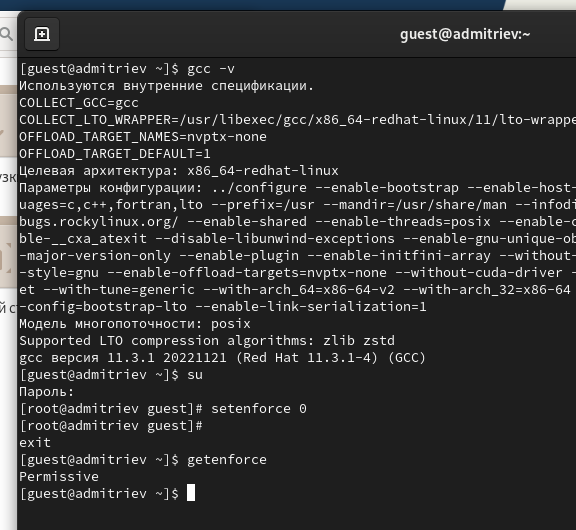 guest@admitriev:~
[guest@admitriev ~]$ gcc -v
Используются внутренние спецификации.
COLLECT_GCC=gcc
COLLECT_LTO_WRAPPER=/usr/libexec/gcc/x86_64-redhat-linux/11/lto-wrappe
OFFLOAD_TARGET_NAMES=nvptx-none
OFFLOAD_TARGET_DEFAULT=1
Целевая архитектура: x86_64-redhat-linux
Параметры конфигурации: ../configure --enable-bootstrap --enable-host-
uages=c,c++,fortran,lto --prefix=/usr --mandir=/usr/share/man --infodi
bugs.rockylinux.org/ --enable-shared --enable-threads=posix --enable-c
ble-__cxa_atexit --disable-libunwind-exceptions --enable-gnu-unique-ob
-major-version-only --enable-plugin --enable-initfini-array --without-
-style=gnu --enable-offload-targets=nvptx-none --without-cuda-driver -
et --with-tune=generic --with-arch_64=x86-64-v2 --with-arch_32=x86-64
-config=bootstrap-lto --enable-link-serialization=1
Модель многопоточности: posix
Supported LTO compression algorithms: zlib zstd
gcc версия 11.3.1 20221121 (Red Hat 11.3.1-4) (GCC)
[guest@admitriev ~]$ su
Пароль:
[root@admitriev guest]# setenforce 0
[root@admitriev guest]#
exit
[guest@admitriev ~]$ getenforce
Permissive
[guest@admitriev ~]$